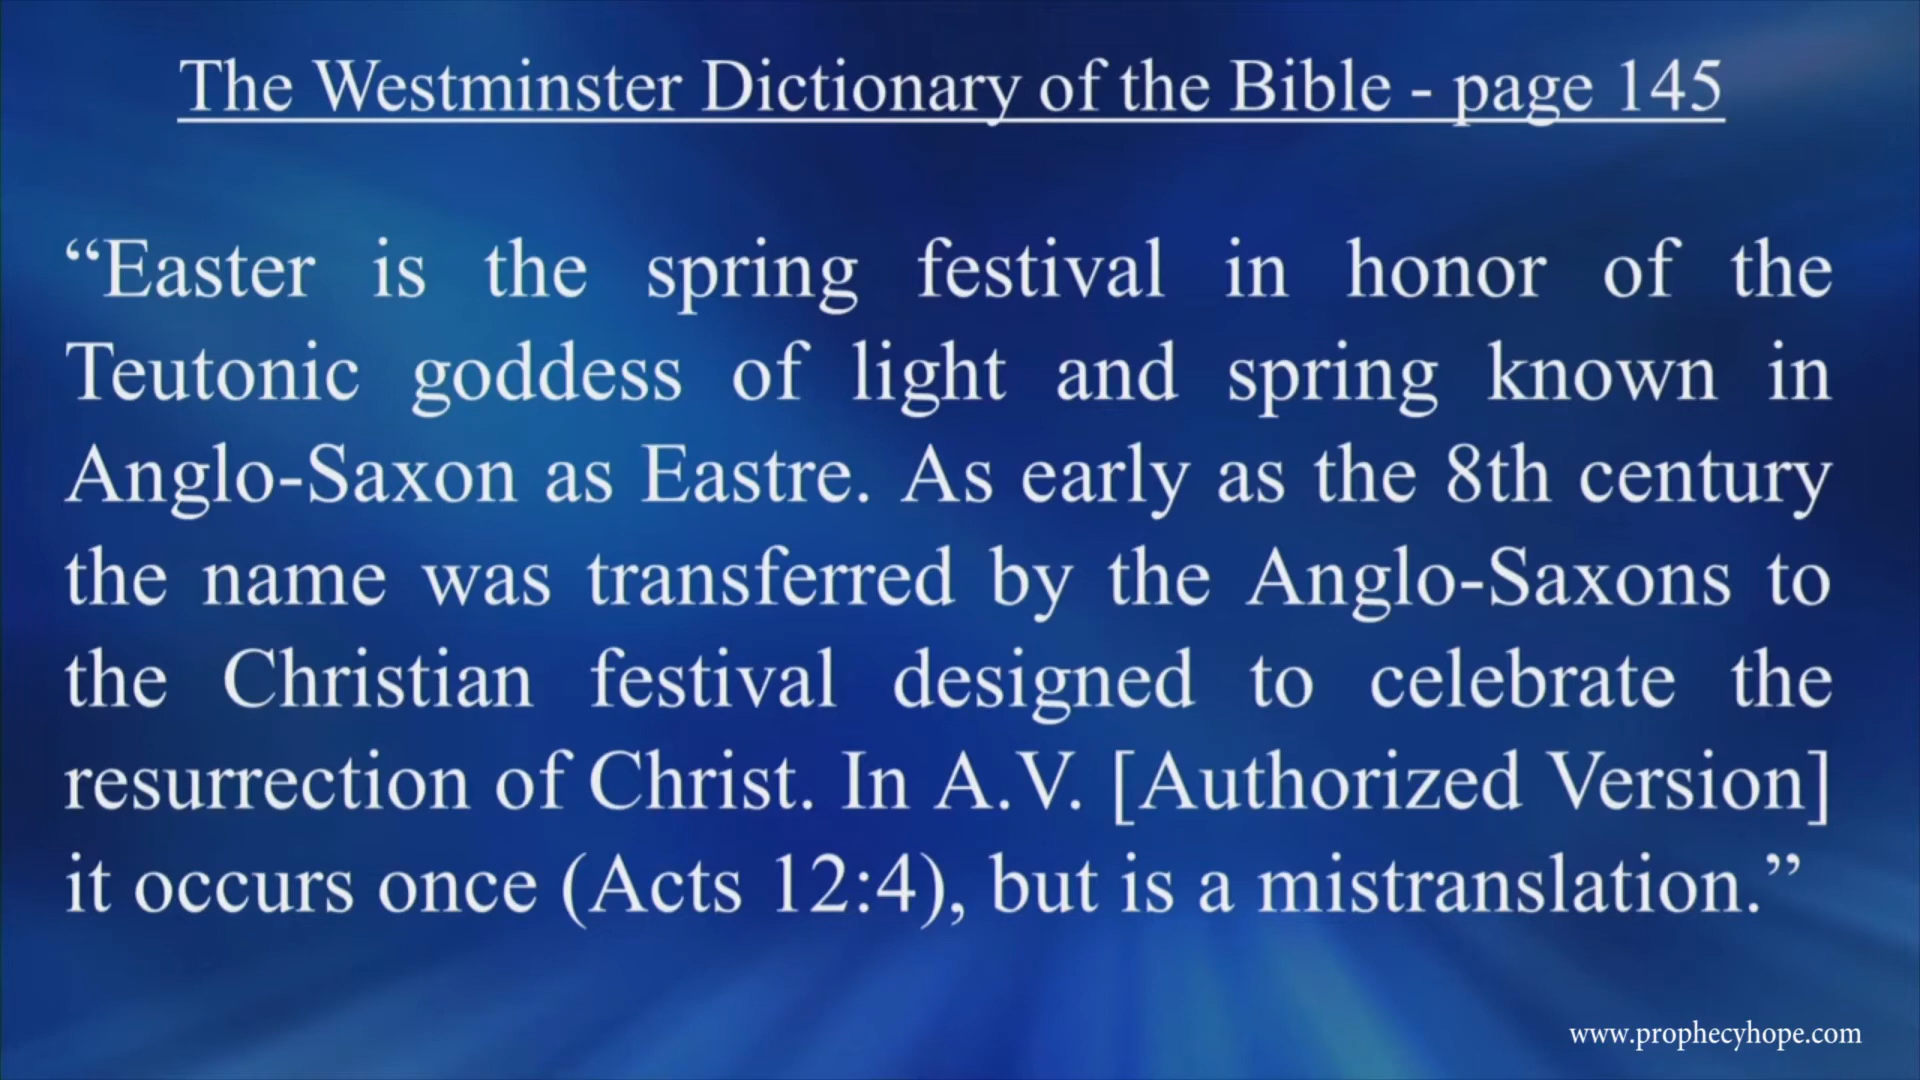 The Westminster Dictionary of the Bible - page 145
“Easter is the spring festival in honor of the
Teutonic goddess of light and spring known in
Anglo-Saxon as Eastre. As early as the 8th century
the name was transferred by the Anglo-Saxons to
the Christian festival designed to celebrate the
resurrection of Christ. In A.V. [Authorized Version]
it occurs once (Acts 12:4), but is a mistranslation.”
www.prophecyhope.com